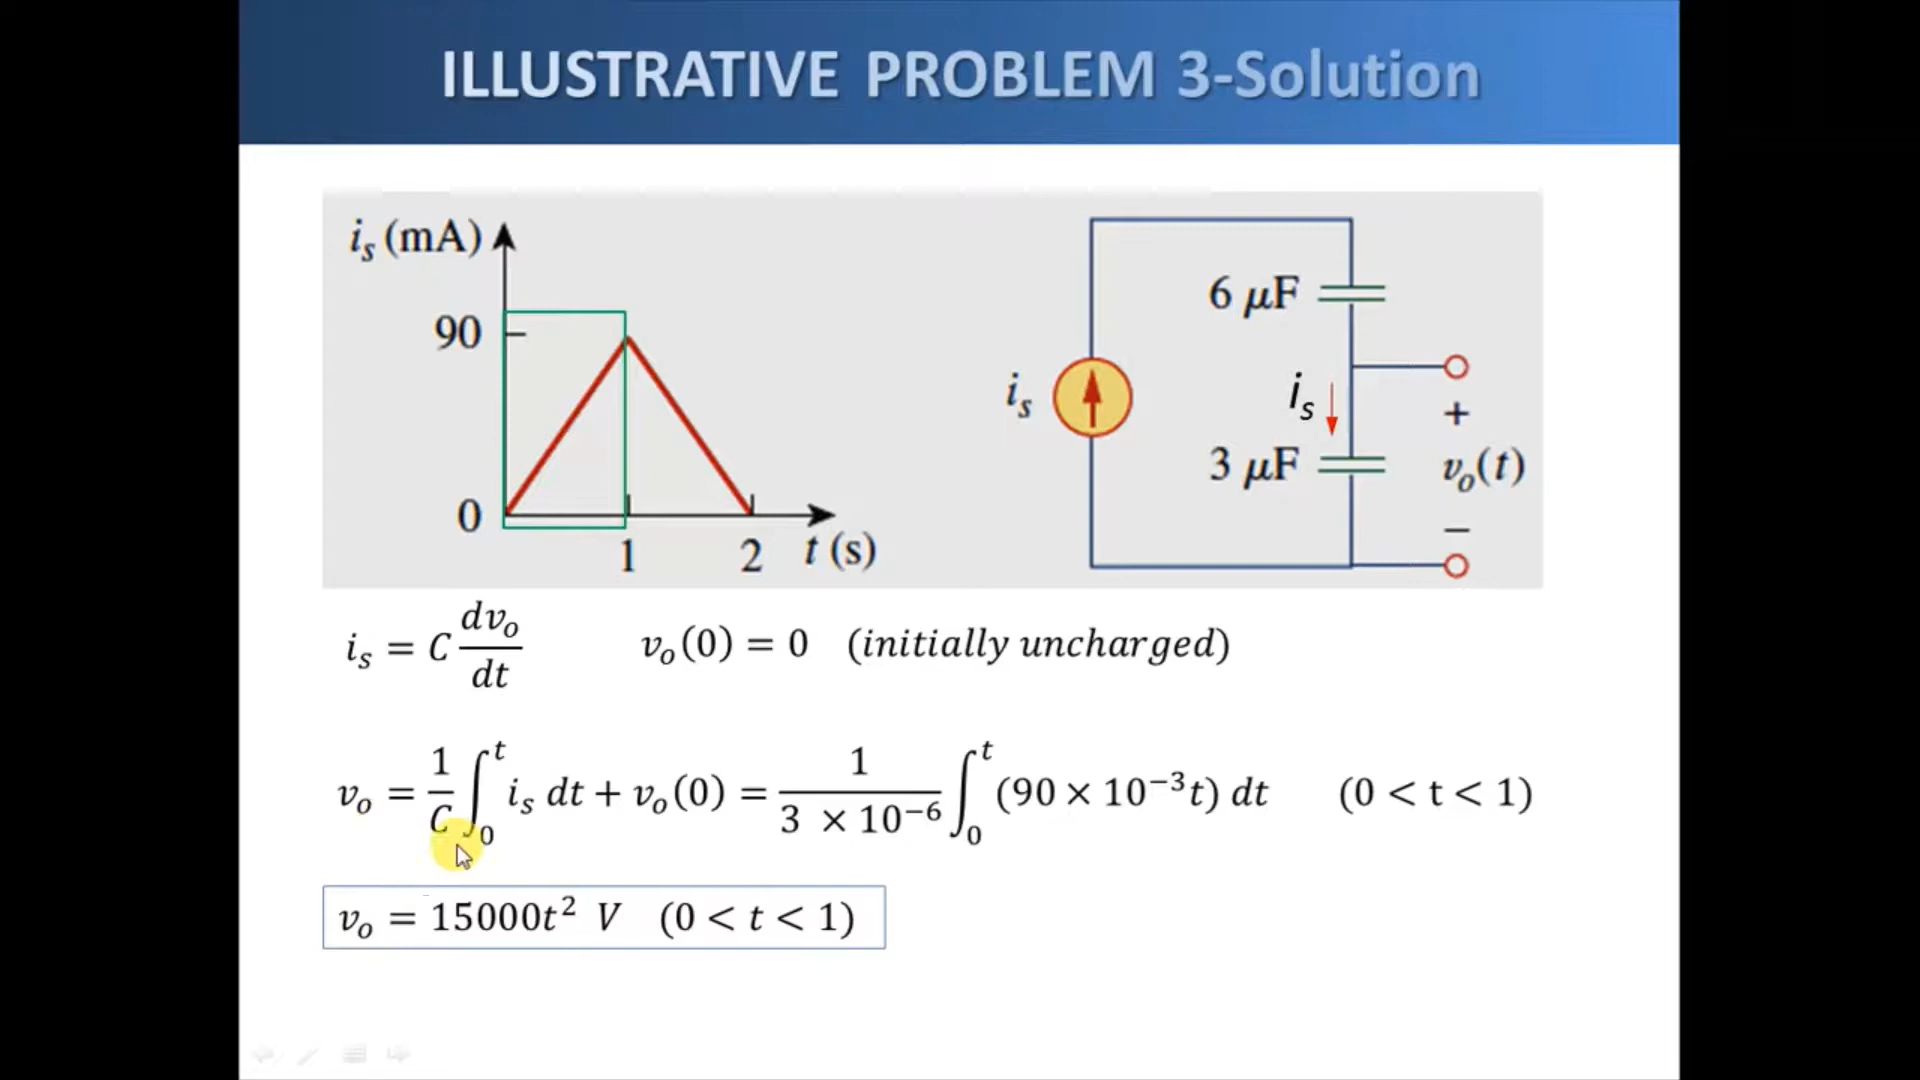 ILLUSTRATIVE PROBLEM 3-Solution
i_s (mA)
90
0
1 2 t (s)
6 μF
i_s
i_s
3 μF
+
v_o(t)
−
i_s = C dv_o/dt v_o(0) = 0 (initially uncharged)
v_o = 1/C ∫_0^t i_s dt + v_o(0) = 1/(3 × 10^−6) ∫_0^t (90 × 10^−3 t) dt (0 < t < 1)
v_o = 15000t² V (0 < t < 1)